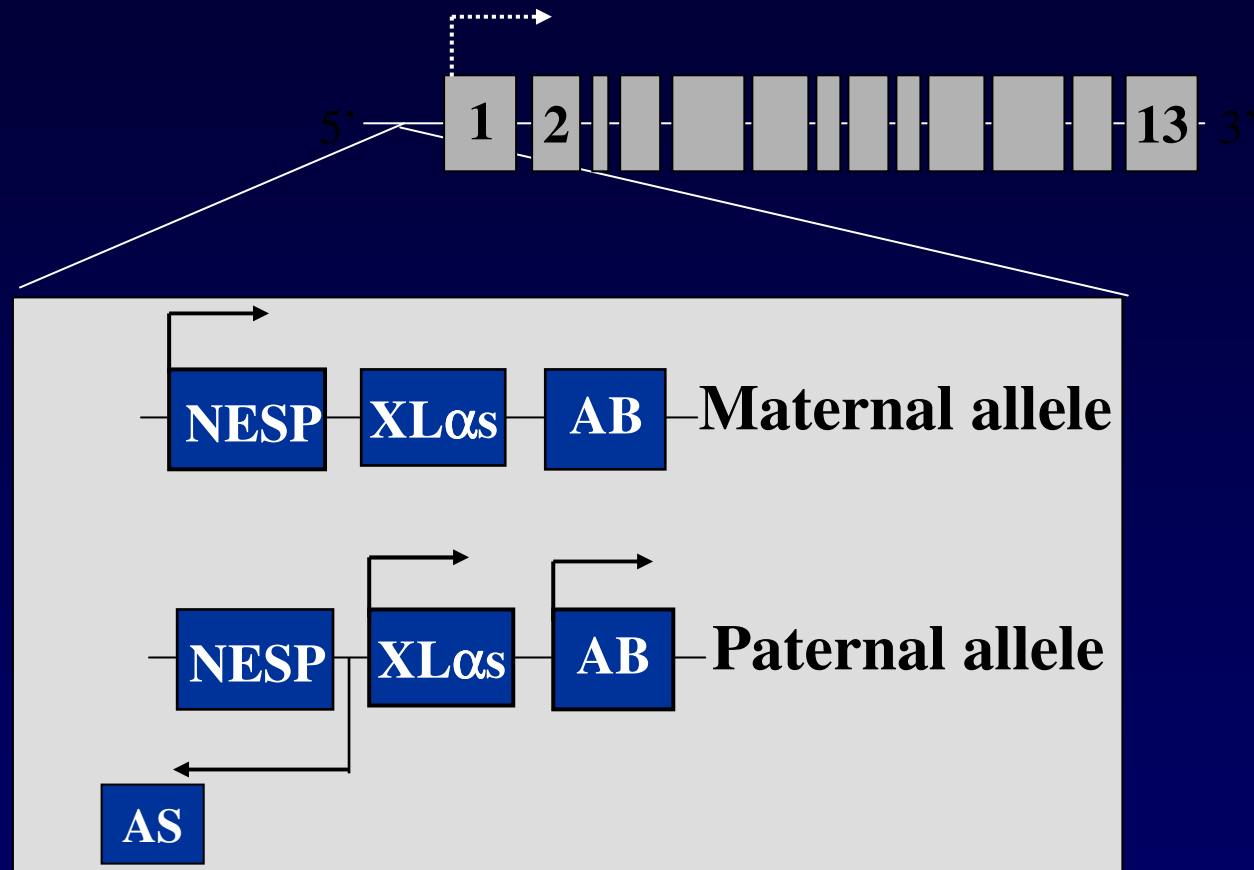 5' 1 2 13 3'
NESP XLαs AB Maternal allele
NESP XLαs AB Paternal allele
AS